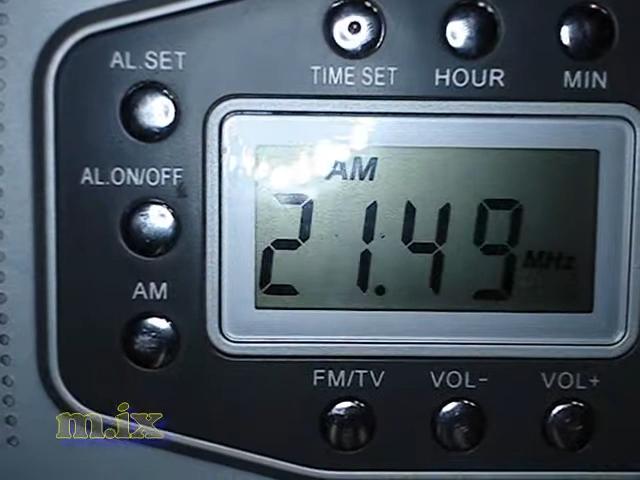 AL.SET
TIME SET HOUR MIN
AL.ON/OFF
AM
21.49 MHz
AM
FM/TV VOL- VOL+
m.ix